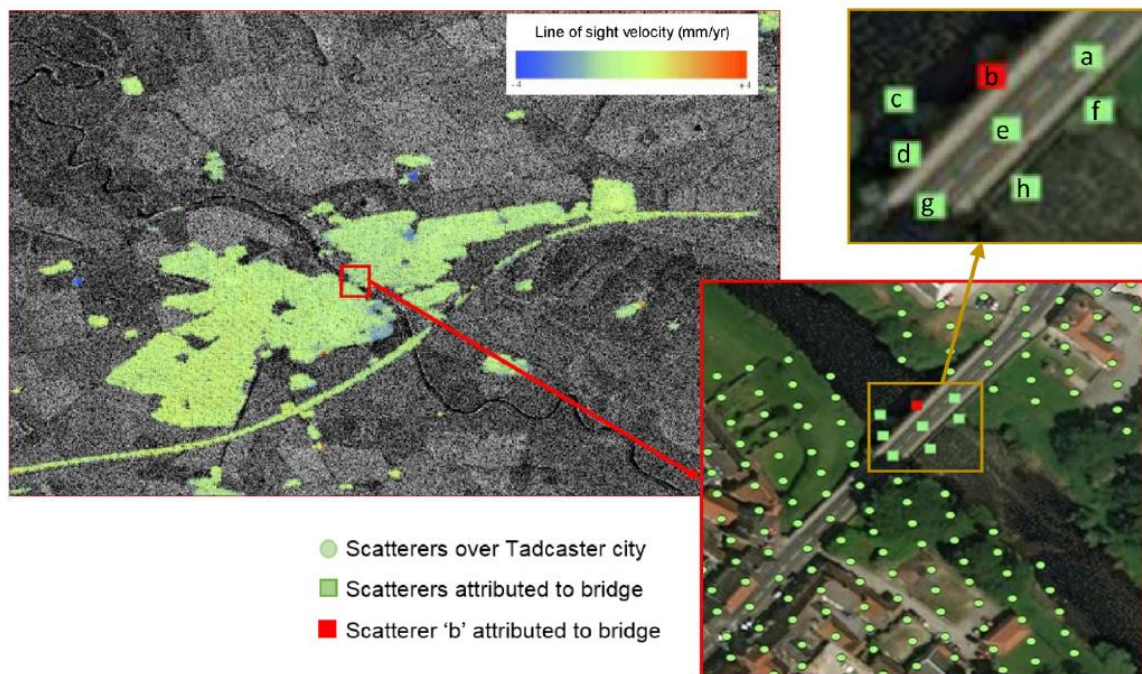 Line of sight velocity (mm/yr)
-4
+4
a
b
c
f
e
d
h
g
Scatterers over Tadcaster city
Scatterers attributed to bridge
Scatterer ‘b’ attributed to bridge